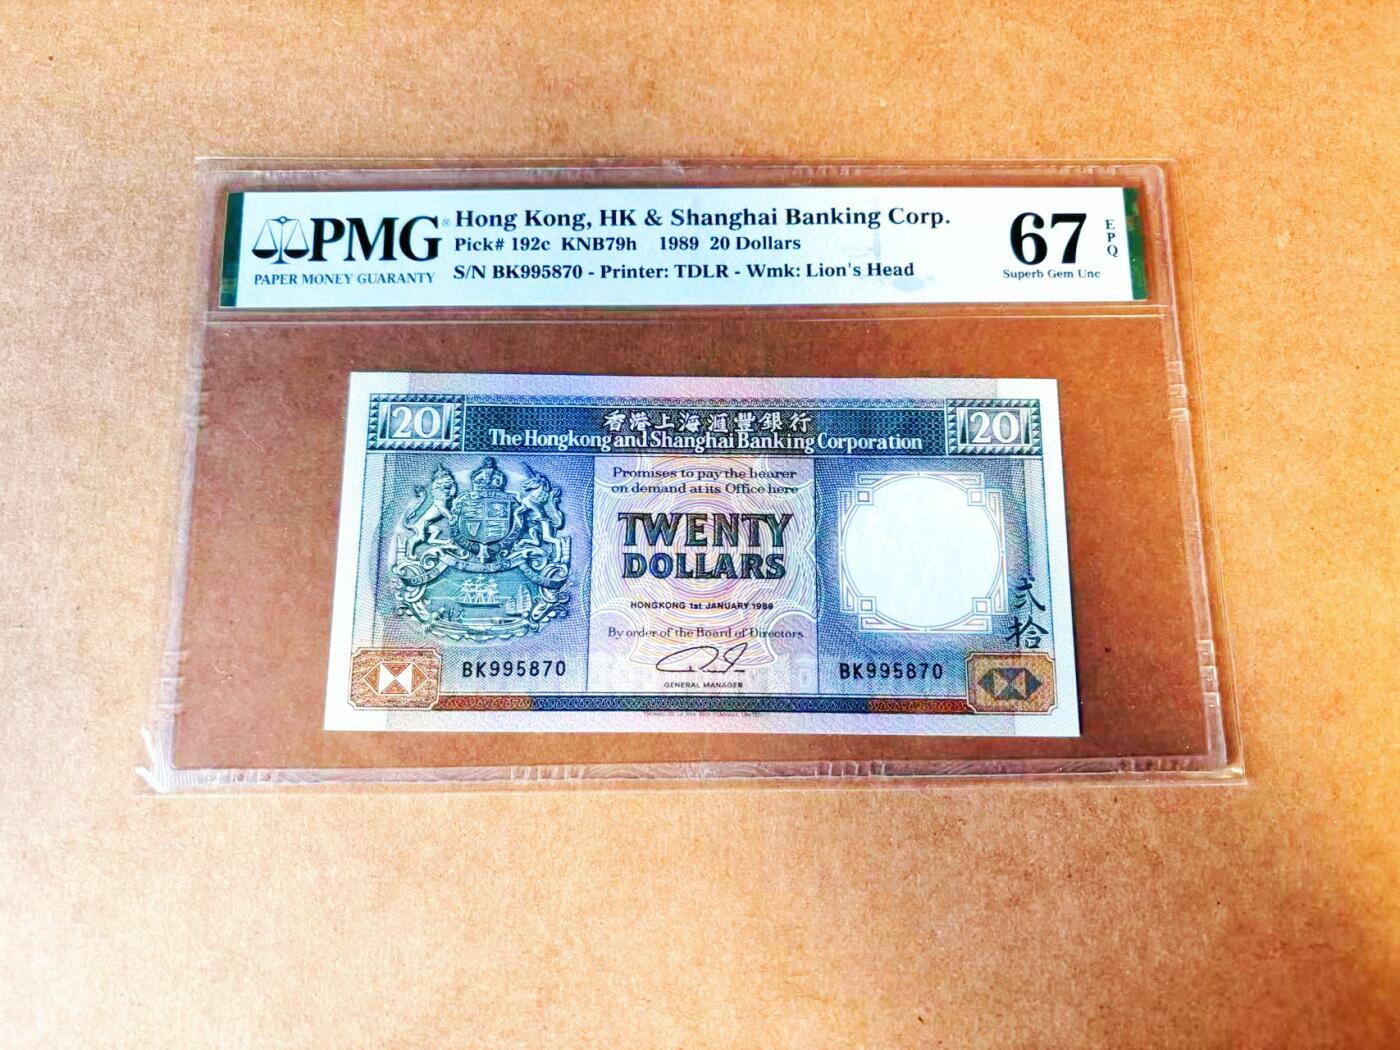 PMG
PAPER MONEY GUARANTY
Hong Kong, HK & Shanghai Banking Corp.
Pick# 192c KNB79h 1989 20 Dollars
S/N BK995870 - Printer: TDLR - Wmk: Lion's Head
67
EPQ
Superb Gem Unc
20
香港上海滙豐銀行
20
The Hongkong and Shanghai Banking Corporation
Promises to pay the bearer
on demand at its Office here
TWENTY
DOLLARS
HONGKONG 1st JANUARY 1989
By order of the Board of Directors
弍拾
BK995870
BK995870
GENERAL MANAGER